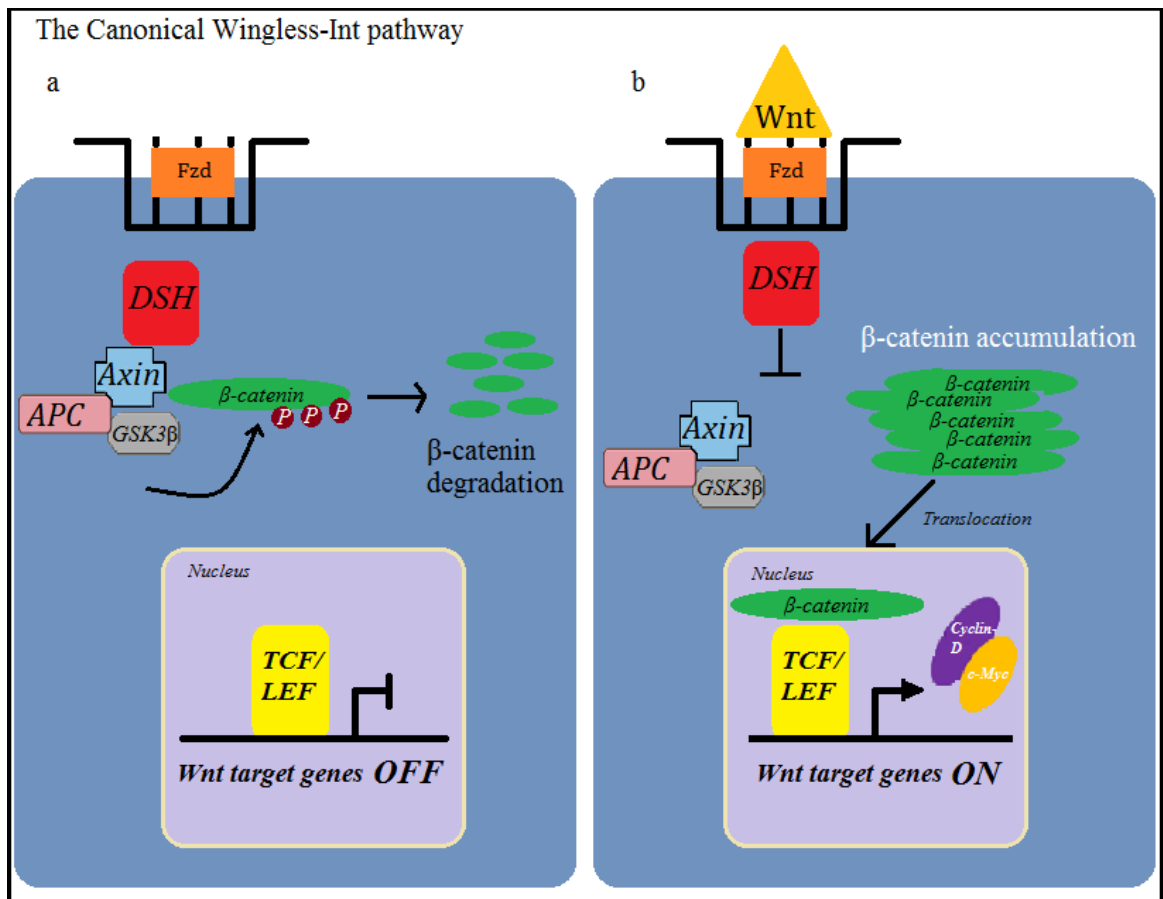 The Canonical Wingless-Int pathway
a
Fzd
DSH
Axin
β-catenin
P P P
APC
GSK3β
β-catenin
degradation
Nucleus
TCF/
LEF
Wnt target genes OFF
b
Wnt
Fzd
DSH
β-catenin accumulation
β-catenin
β-catenin
β-catenin
β-catenin
β-catenin
Axin
APC
GSK3β
Translocation
Nucleus
β-catenin
Cyclin-
D
c-Myc
TCF/
LEF
Wnt target genes ON